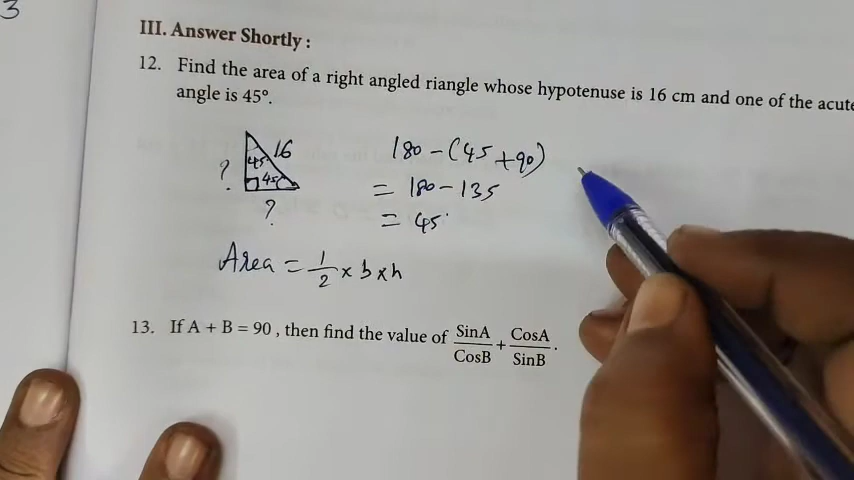 3
III. Answer Shortly :
12. Find the area of a right angled riangle whose hypotenuse is 16 cm and one of the acute
angle is 45°.
45 16
? 45
?
180 - (45 + 90)
= 180 - 135
= 45°
Area = 1/2 × b × h
13. If A + B = 90 , then find the value of SinA/CosB + CosA/SinB .